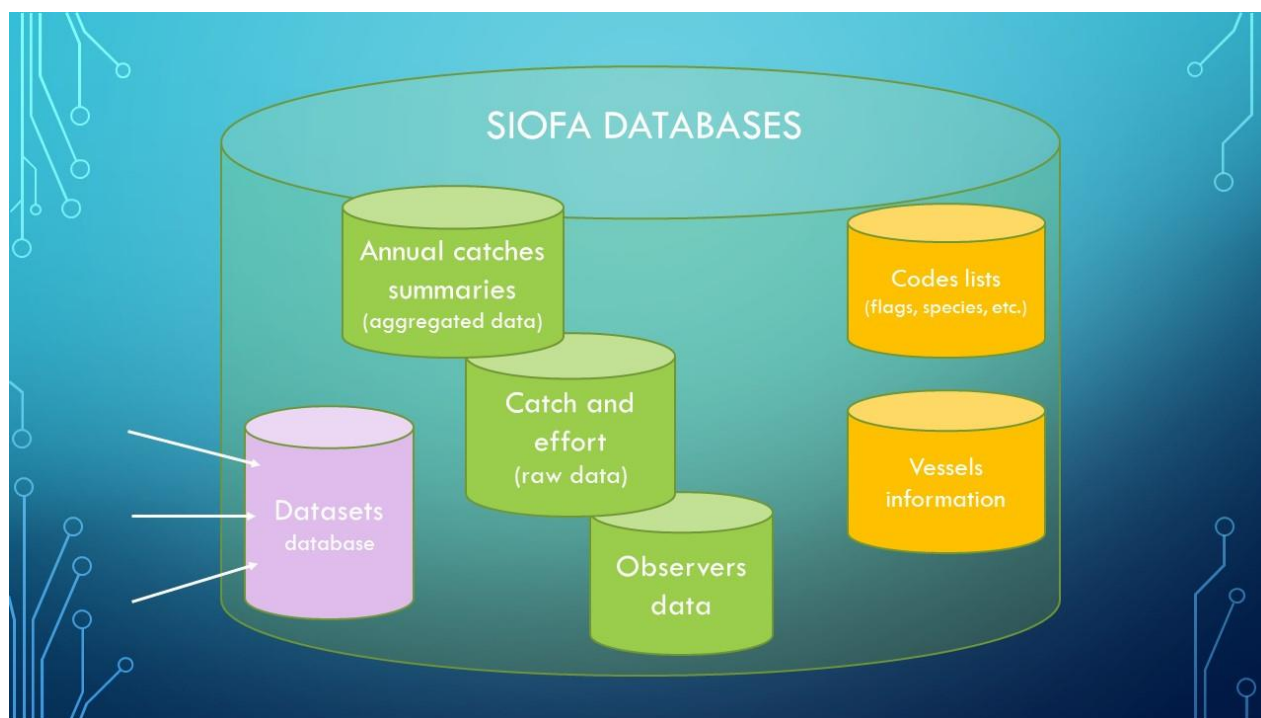 SIOFA DATABASES
Annual catches
summaries
(aggregated data)
Codes lists
(flags, species, etc.)
Catch and
effort
(raw data)
Vessels
information
Datasets
database
Observers
data